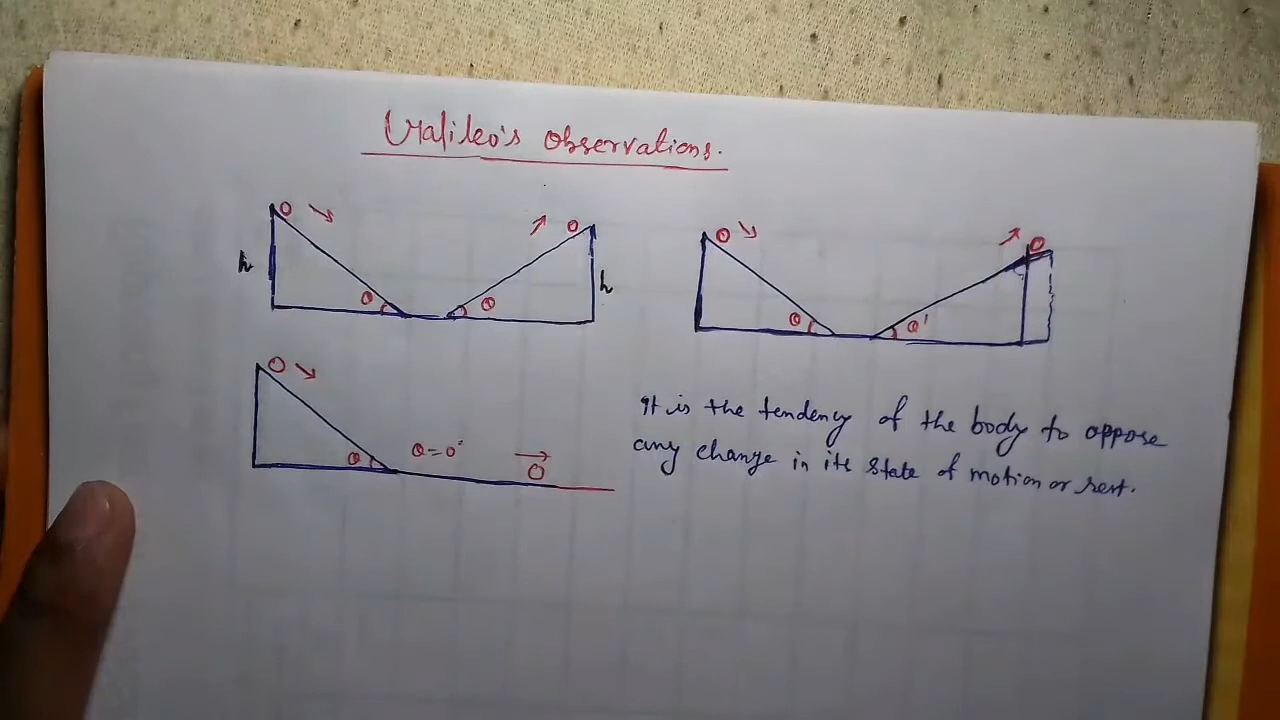 Galileo's observations.
h θ θ h
θ θ'
θ θ=0°
It is the tendency of the body to oppose
any change in its state of motion or rest.